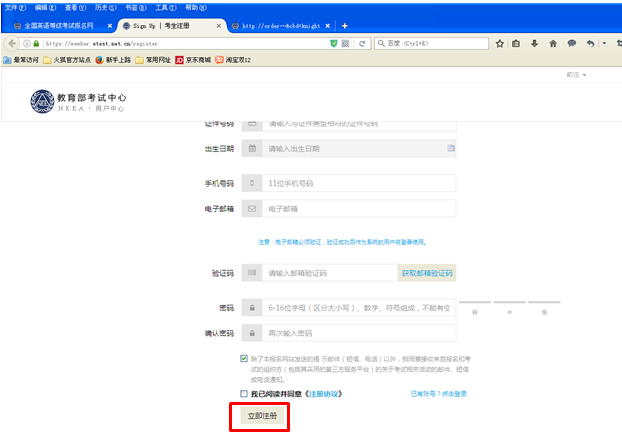 文件(F) 编辑(E) 查看(V) 历史(S) 书签(B) 工具(T) 帮助(H)
全国英语等级考试报名网 × Sign Up | 考生注册 × http://order--¤cbd¤knight × +
https://member.etest.net.cn/register 百度 <Ctrl+K>
最常访问 火狐官方站点 新手上路 常用网址 JD 京东商城 淘宝双12
前往
教育部考试中心
NEEA · 用户中心
证件号码 请输入与证件类型相符的证件号码
出生日期 请输入出生日期
手机号码 11位手机号码
电子邮箱 电子邮箱
注意：电子邮箱必须验证，验证成功后作为系统的用户名登录使用。
验证码 请输入邮箱验证码 获取邮箱验证码
密码 6-16位字母（区分大小写）、数字、符号组成，不能有空
弱 中 强
确认密码 再次输入密码
除了本报名网站发送的提示邮件（短信、电话）以外，我同意接收来自报名和考
试的组织方（包括其采用的第三方服务平台）的关于考试相关活动的邮件、短信
或电话通知。
我已阅读并同意《注册协议》 已有账号？点击登录
立即注册